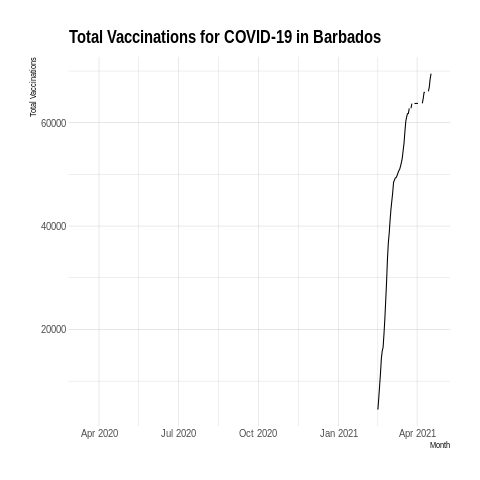 Total Vaccinations for COVID-19 in Barbados
Total Vaccinations
60000
40000
20000
Apr 2020 Jul 2020 Oct 2020 Jan 2021 Apr 2021
Month